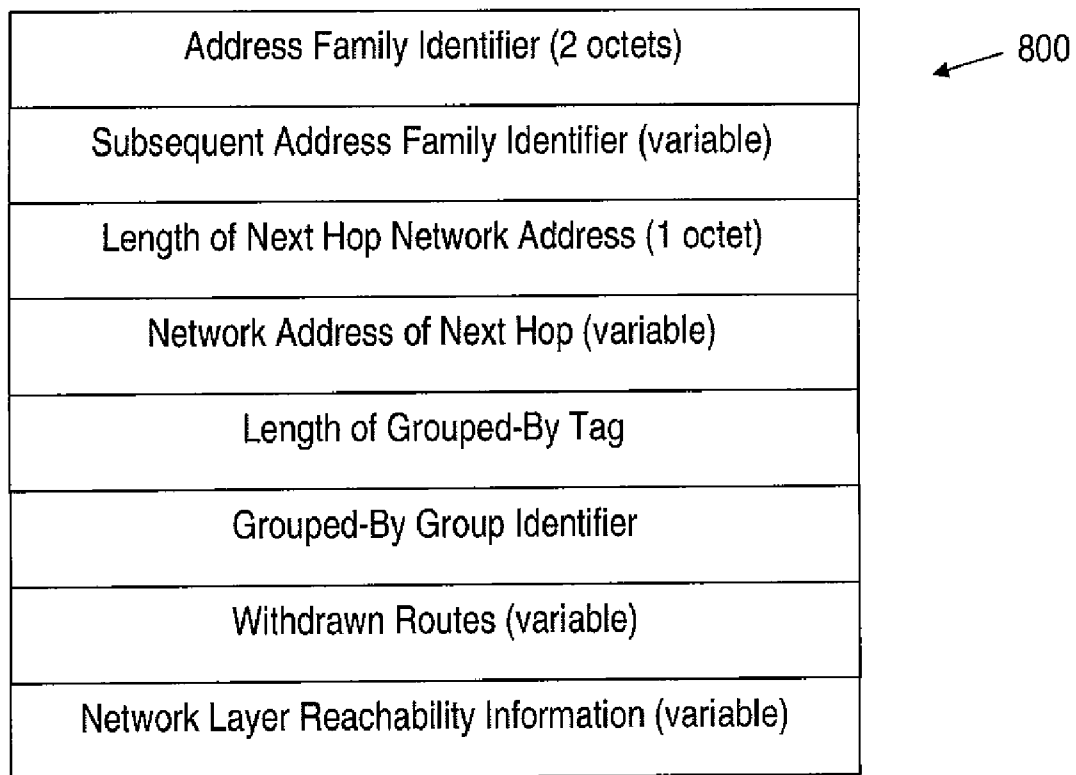 Address Family Identifier (2 octets)
800
Subsequent Address Family Identifier (variable)
Length of Next Hop Network Address (1 octet)
Network Address of Next Hop (variable)
Length of Grouped-By Tag
Grouped-By Group Identifier
Withdrawn Routes (variable)
Network Layer Reachability Information (variable)